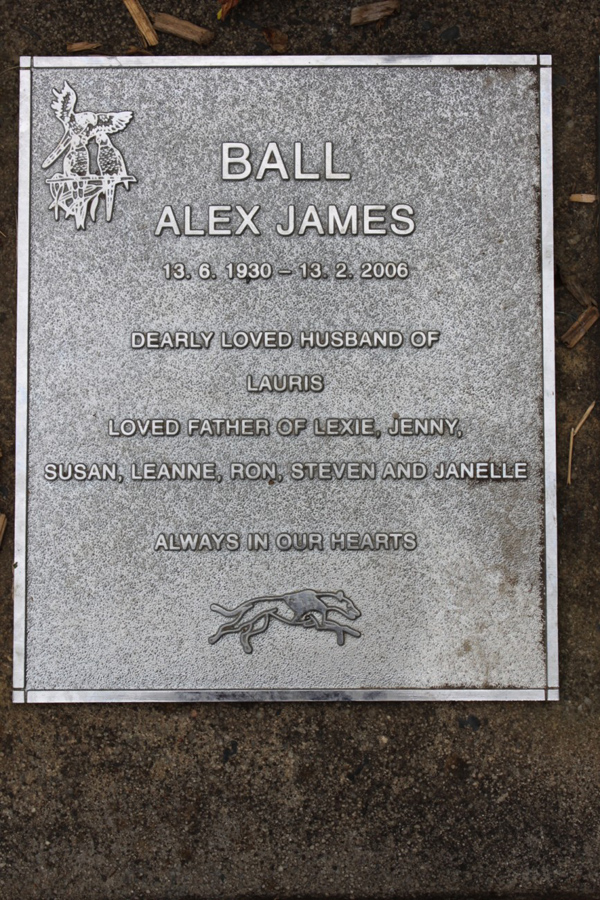 BALL
ALEX JAMES
13. 6. 1930 – 13. 2. 2006
DEARLY LOVED HUSBAND OF
LAURIS
LOVED FATHER OF LEXIE, JENNY,
SUSAN, LEANNE, RON, STEVEN AND JANELLE
ALWAYS IN OUR HEARTS